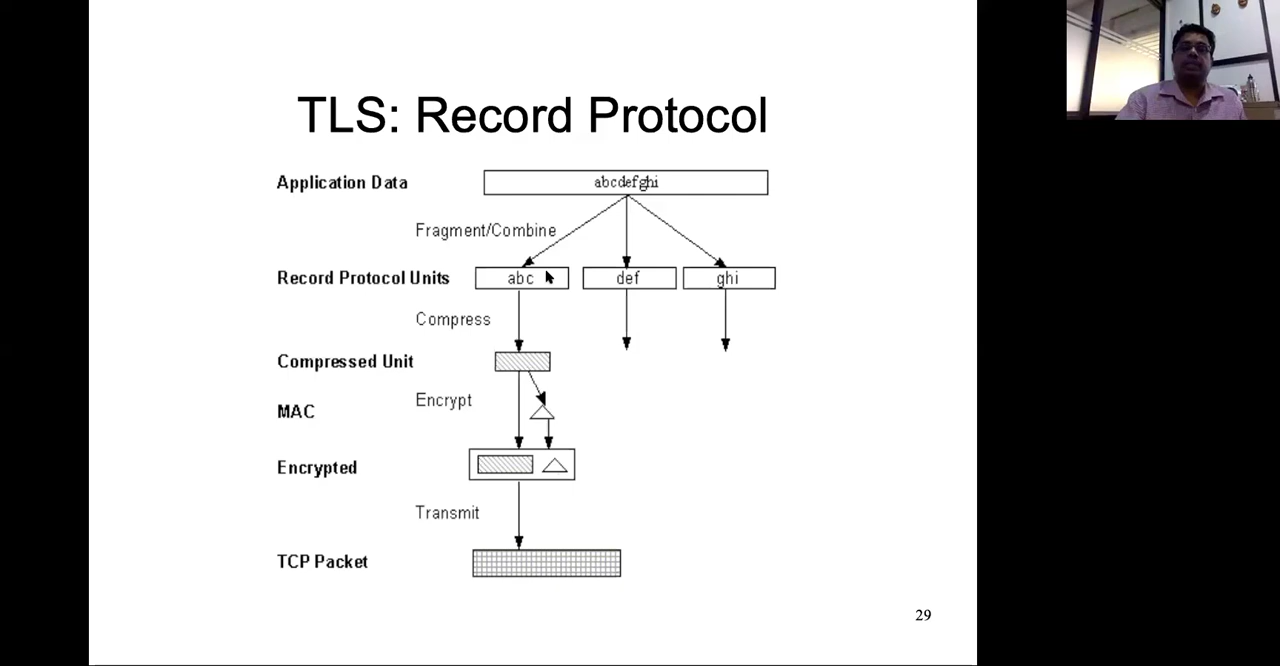 TLS: Record Protocol
Application Data
abcdefghi
Fragment/Combine
Record Protocol Units
abc
def
ghi
Compress
Compressed Unit
Encrypt
MAC
Encrypted
Transmit
TCP Packet
29